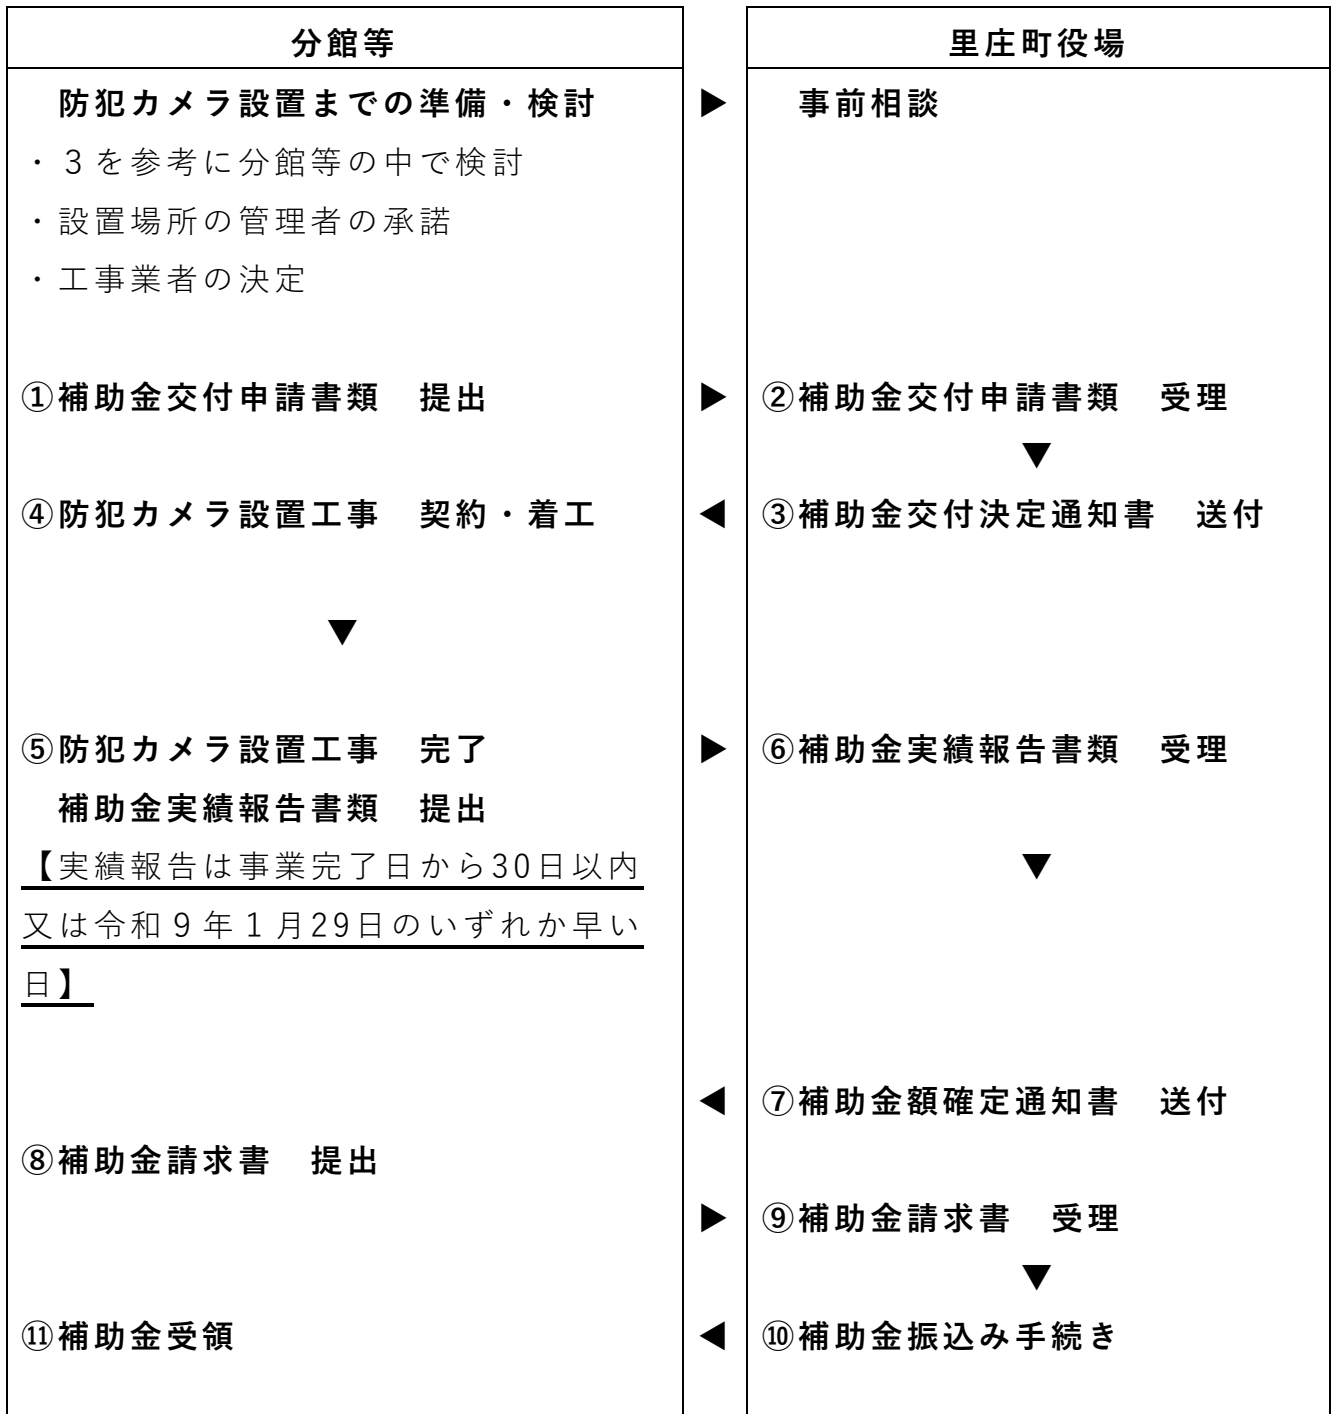 分館等
里庄町役場
防犯カメラ設置までの準備・検討
▶
事前相談
・３を参考に分館等の中で検討
・設置場所の管理者の承諾
・工事業者の決定
①補助金交付申請書類　提出
▶
②補助金交付申請書類　受理
▼
④防犯カメラ設置工事　契約・着工
◀
③補助金交付決定通知書　送付
▼
⑤防犯カメラ設置工事　完了
▶
⑥補助金実績報告書類　受理
補助金実績報告書類　提出
【実績報告は事業完了日から30日以内
▼
又は令和９年１月29日のいずれか早い
日】
◀
⑦補助金額確定通知書　送付
⑧補助金請求書　提出
▶
⑨補助金請求書　受理
▼
⑪補助金受領
◀
⑩補助金振込み手続き